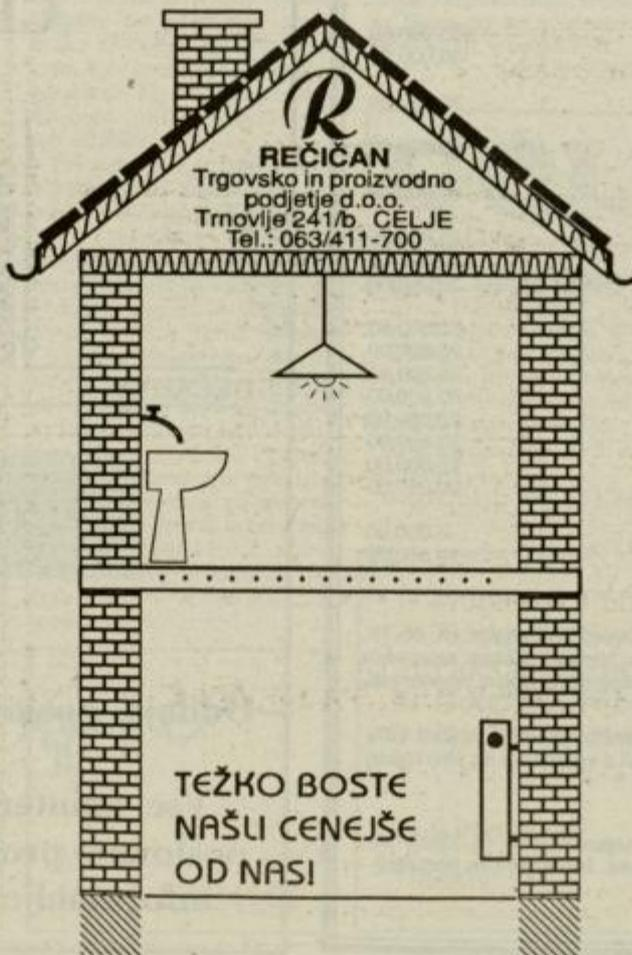 R
REČIČAN
Trgovsko in proizvodno
podjetje d.o.o.
Trnovlje 241/b CELJE
Tel.: 063/411-700
TEŽKO BOSTE
NAŠLI CENEJŠE
OD NAS!